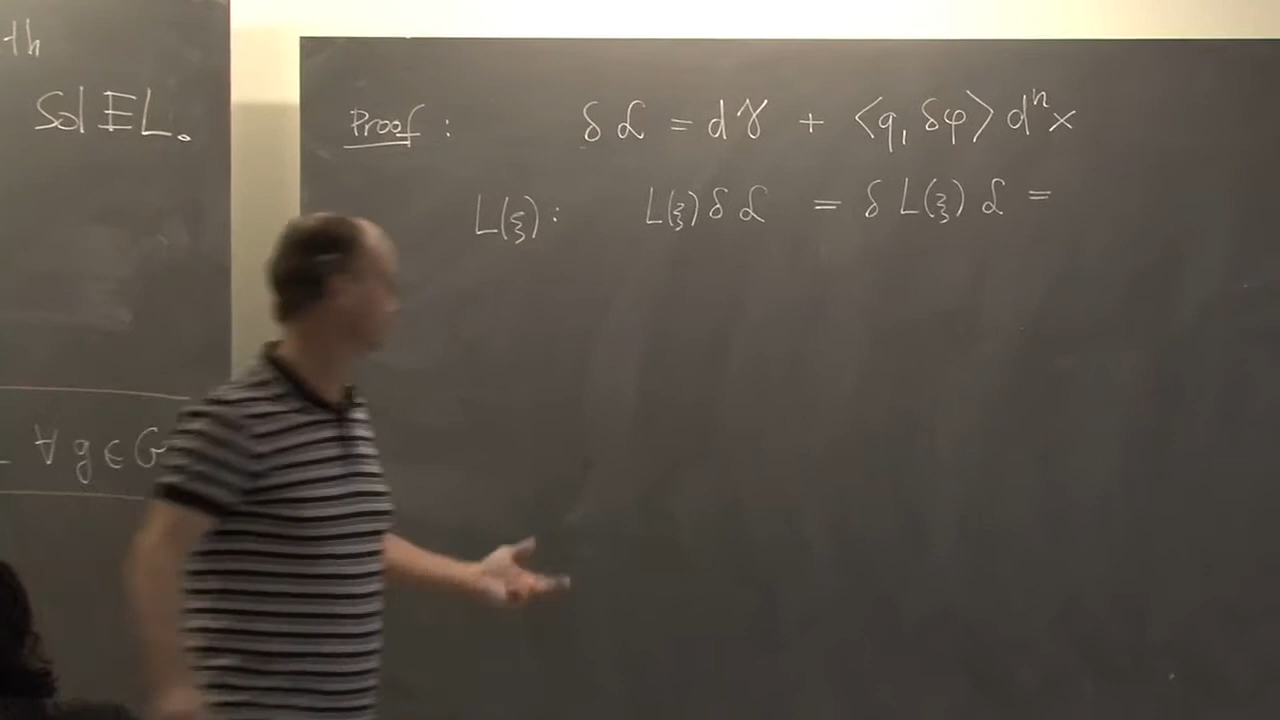 th
Sol EL.
∀ g ∈ G
Proof : δ ℒ = dγ + ⟨q, δφ⟩ dⁿx
L(ξ) : L(ξ) δ ℒ = δ L(ξ) ℒ =